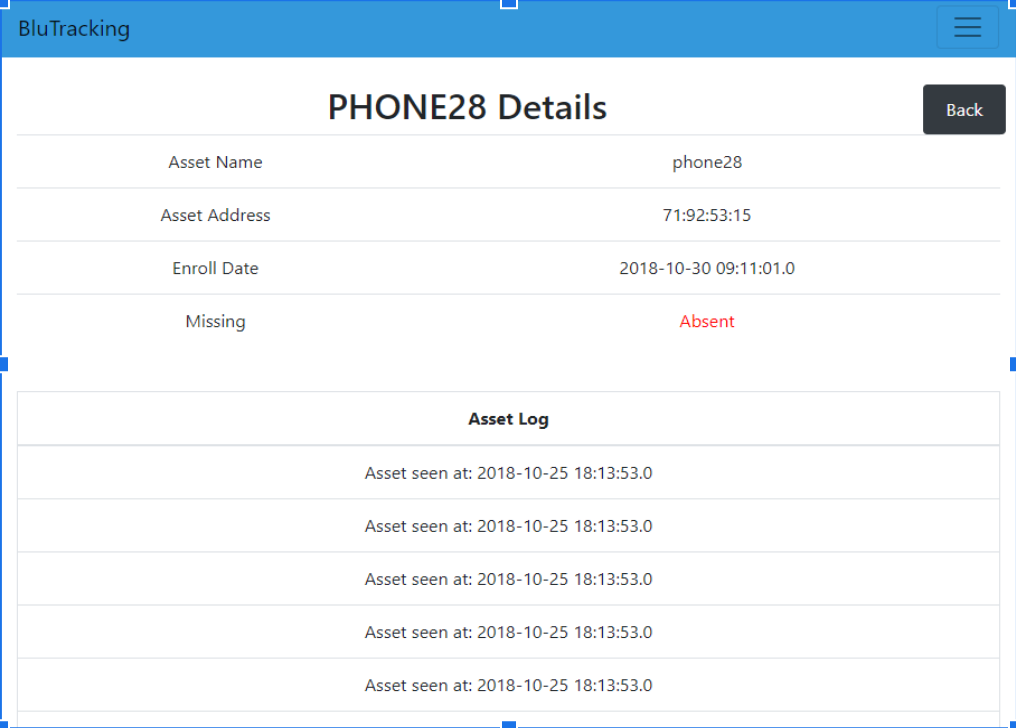 BluTracking
PHONE28 Details
Back
Asset Name phone28
Asset Address 71:92:53:15
Enroll Date 2018-10-30 09:11:01.0
Missing Absent
Asset Log
Asset seen at: 2018-10-25 18:13:53.0
Asset seen at: 2018-10-25 18:13:53.0
Asset seen at: 2018-10-25 18:13:53.0
Asset seen at: 2018-10-25 18:13:53.0
Asset seen at: 2018-10-25 18:13:53.0